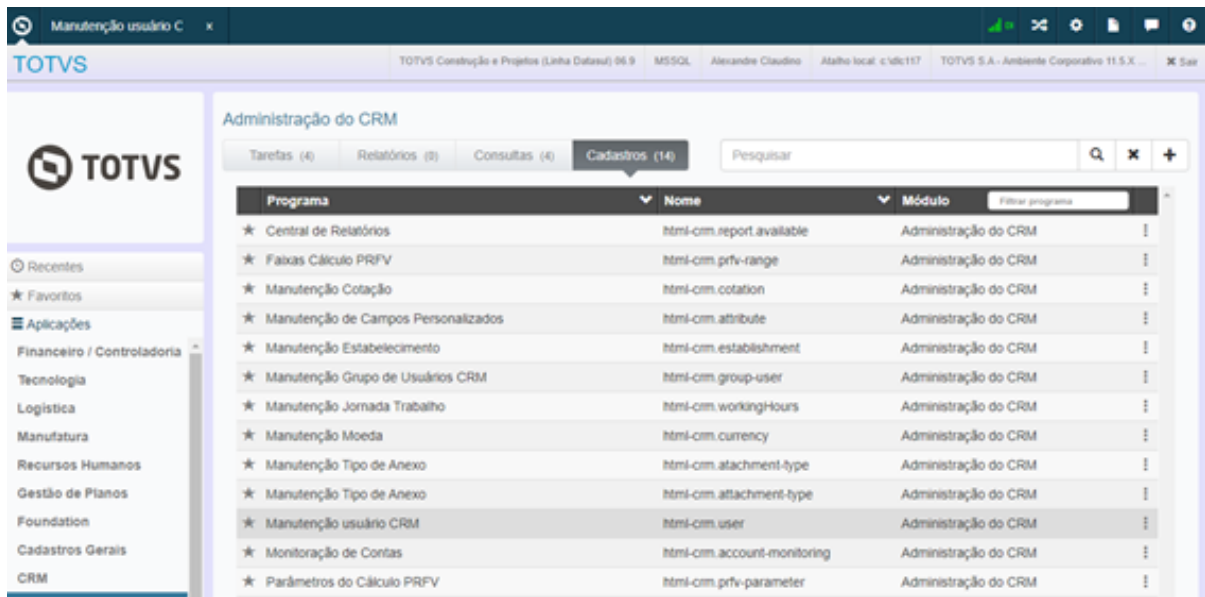 Manutenção usuário C x
TOTVS
TOTVS Construção e Projetos (Linha Datasul) 06.9 MSSQL Alexandre Claudino Atalho local: c:\dlc117 TOTVS S.A - Ambiente Corporativo 11.5.X ... Sair
TOTVS
Administração do CRM
Tarefas (4) Relatórios (0) Consultas (4) Cadastros (14) Pesquisar
Programa Nome Módulo Filtrar programa
Central de Relatórios html-crm.report.available Administração do CRM
Faixas Cálculo PRFV html-crm.prfv-range Administração do CRM
Manutenção Cotação html-crm.cotation Administração do CRM
Manutenção de Campos Personalizados html-crm.attribute Administração do CRM
Manutenção Estabelecimento html-crm.establishment Administração do CRM
Manutenção Grupo de Usuários CRM html-crm.group-user Administração do CRM
Manutenção Jornada Trabalho html-crm.workingHours Administração do CRM
Manutenção Moeda html-crm.currency Administração do CRM
Manutenção Tipo de Anexo html-crm.atachment-type Administração do CRM
Manutenção Tipo de Anexo html-crm.attachment-type Administração do CRM
Manutenção usuário CRM html-crm.user Administração do CRM
Monitoração de Contas html-crm.account-monitoring Administração do CRM
Parâmetros do Cálculo PRFV html-crm.prfv-parameter Administração do CRM
Recentes
Favoritos
Aplicações
Financeiro / Controladoria
Tecnologia
Logística
Manufatura
Recursos Humanos
Gestão de Planos
Foundation
Cadastros Gerais
CRM